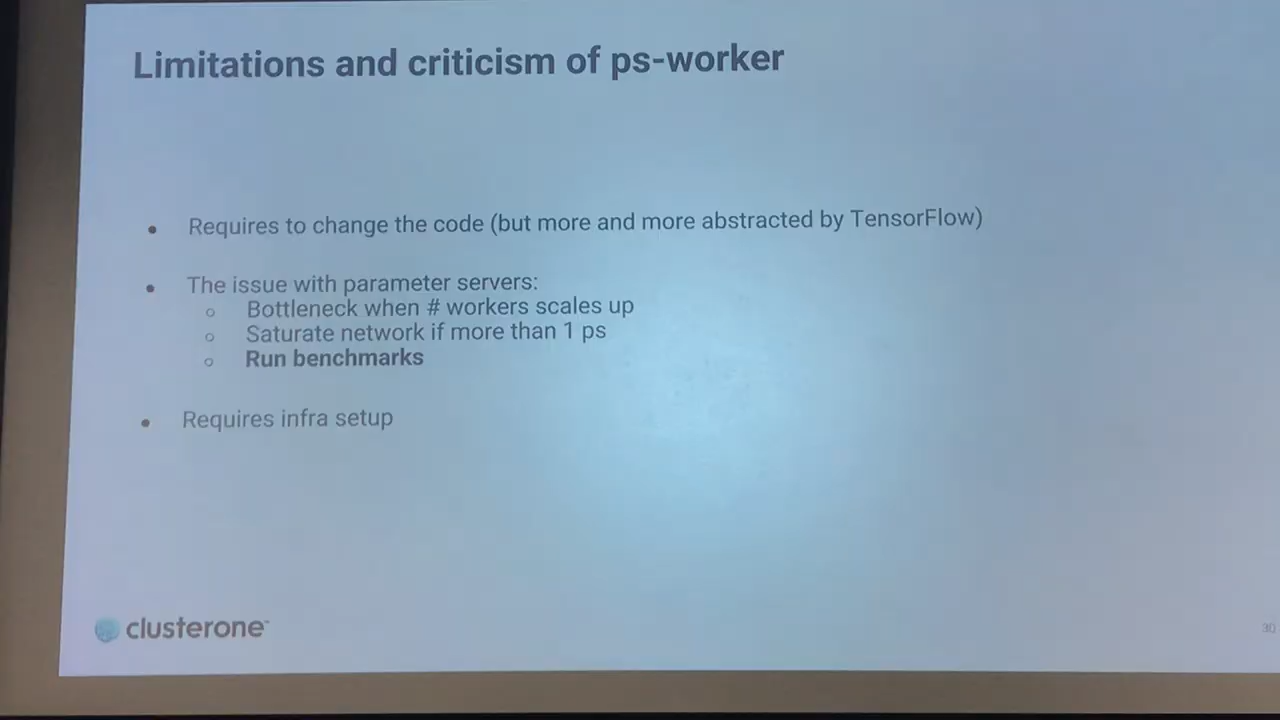 Limitations and criticism of ps-worker
• Requires to change the code (but more and more abstracted by TensorFlow)
• The issue with parameter servers:
○ Bottleneck when # workers scales up
○ Saturate network if more than 1 ps
○ Run benchmarks
• Requires infra setup
clusterone™
30